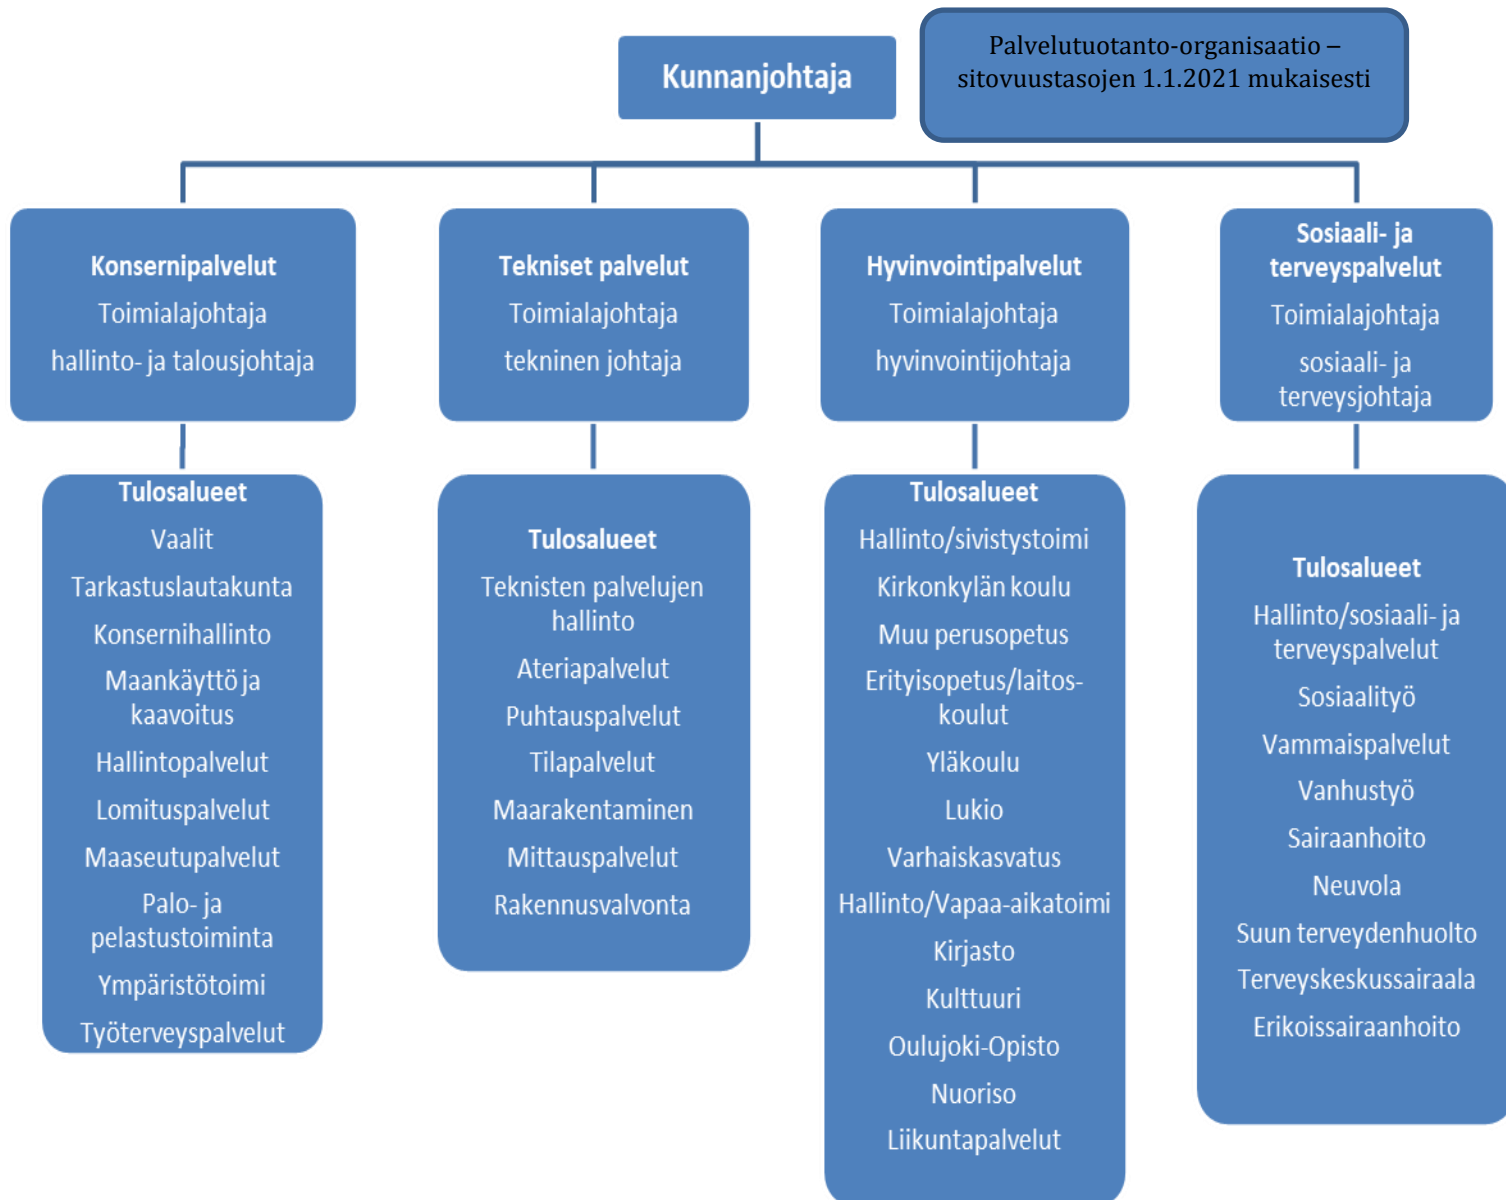 Kunnanjohtaja
Palvelutuotanto-organisaatio –
sitovuustasojen 1.1.2021 mukaisesti
Konsernipalvelut
Toimialajohtaja
hallinto- ja talousjohtaja
Tekniset palvelut
Toimialajohtaja
tekninen johtaja
Hyvinvointipalvelut
Toimialajohtaja
hyvinvointijohtaja
Sosiaali- ja
terveyspalvelut
Toimialajohtaja
sosiaali- ja
terveysjohtaja
Tulosalueet
Vaalit
Tarkastuslautakunta
Konsernihallinto
Maankäyttö ja
kaavoitus
Hallintopalvelut
Lomituspalvelut
Maaseutupalvelut
Palo- ja
pelastustoiminta
Ympäristötoimi
Työterveyspalvelut
Tulosalueet
Teknisten palvelujen
hallinto
Ateriapalvelut
Puhtauspalvelut
Tilapalvelut
Maarakentaminen
Mittauspalvelut
Rakennusvalvonta
Tulosalueet
Hallinto/sivistystoimi
Kirkonkylän koulu
Muu perusopetus
Erityisopetus/laitos-
koulut
Yläkoulu
Lukio
Varhaiskasvatus
Hallinto/Vapaa-aikatoimi
Kirjasto
Kulttuuri
Oulujoki-Opisto
Nuoriso
Liikuntapalvelut
Tulosalueet
Hallinto/sosiaali- ja
terveyspalvelut
Sosiaalityö
Vammaispalvelut
Vanhustyö
Sairaanhoito
Neuvola
Suun terveydenhuolto
Terveyskeskussairaala
Erikoissairaanhoito